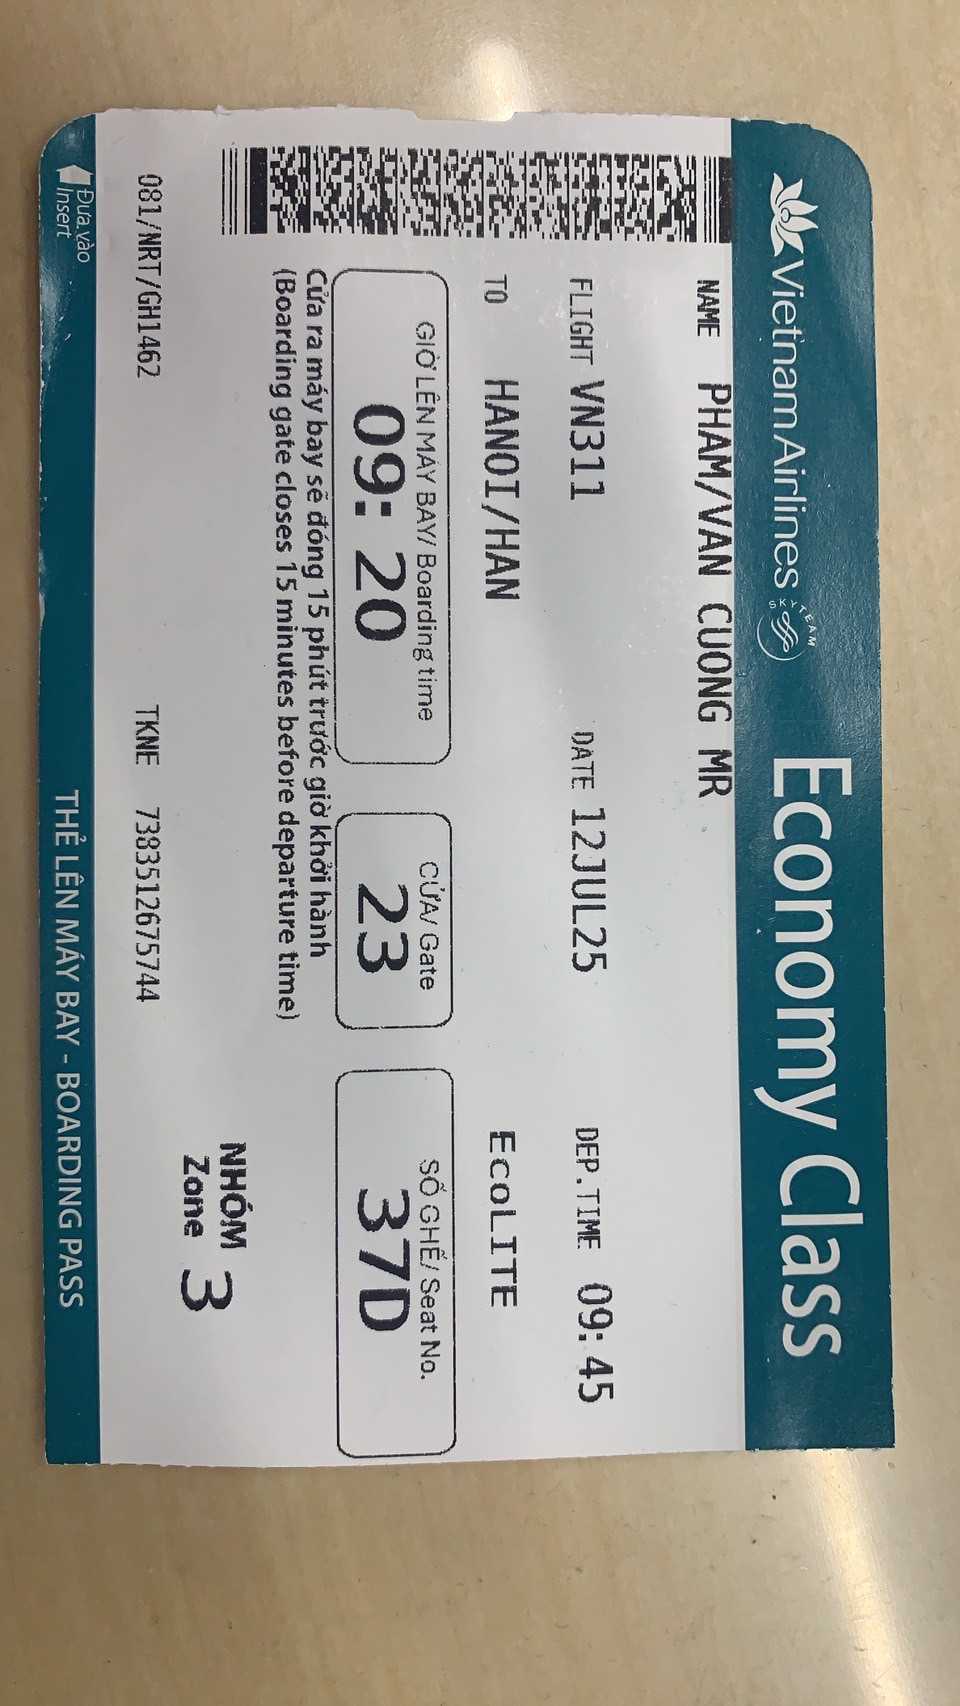 Vietnam Airlines SKYTEAM Economy Class
NAME PHAM/VAN CUONG MR
FLIGHT VN311 DATE 12JUL25 DEP.TIME 09:45
TO HANOI/HAN EcoLITE
GIỜ LÊN MÁY BAY/ Boarding time CỬA/ Gate SỐ GHẾ/ Seat No.
09:20 23 37D
Cửa ra máy bay sẽ đóng 15 phút trước giờ khởi hành
(Boarding gate closes 15 minutes before departure time)
NHÓM
Zone 3
081/NRT/GH1462 TKNE 7383512675744
Đưa vào
Insert
THẺ LÊN MÁY BAY - BOARDING PASS